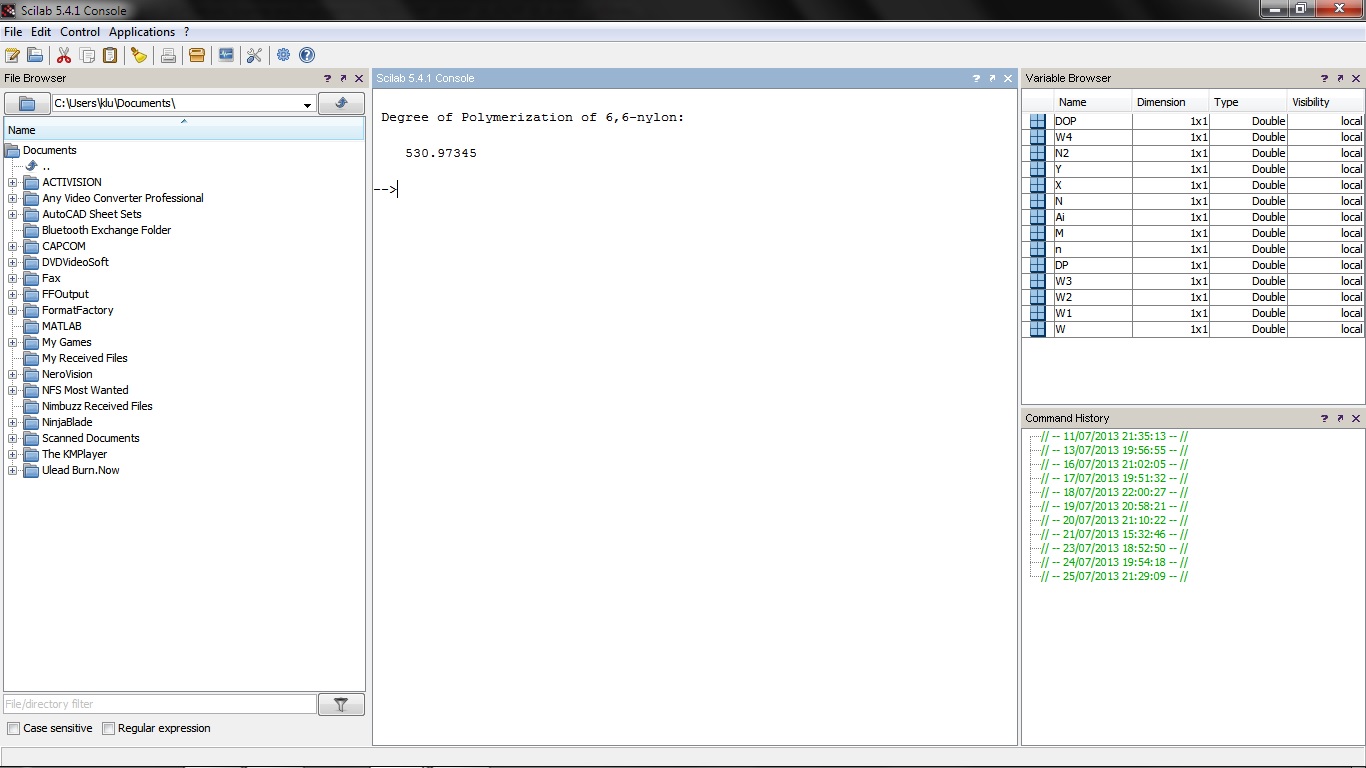 Scilab 5.4.1 Console
File Edit Control Applications ?
File Browser
C:\Users\klu\Documents\
Name
Documents
..
ACTIVISION
Any Video Converter Professional
AutoCAD Sheet Sets
Bluetooth Exchange Folder
CAPCOM
DVDVideoSoft
Fax
FFOutput
FormatFactory
MATLAB
My Games
My Received Files
NeroVision
NFS Most Wanted
Nimbuzz Received Files
NinjaBlade
Scanned Documents
The KMPlayer
Ulead Burn.Now
File/directory filter
Case sensitive Regular expression
Scilab 5.4.1 Console
Degree of Polymerization of 6,6-nylon:
530.97345
-->
Variable Browser
Name Dimension Type Visibility
DOP 1x1 Double local
W4 1x1 Double local
N2 1x1 Double local
Y 1x1 Double local
X 1x1 Double local
N 1x1 Double local
Ai 1x1 Double local
M 1x1 Double local
n 1x1 Double local
DP 1x1 Double local
W3 1x1 Double local
W2 1x1 Double local
W1 1x1 Double local
W 1x1 Double local
Command History
// -- 11/07/2013 21:35:13 -- //
// -- 13/07/2013 19:56:55 -- //
// -- 16/07/2013 21:02:05 -- //
// -- 17/07/2013 19:51:32 -- //
// -- 18/07/2013 22:00:27 -- //
// -- 19/07/2013 20:58:21 -- //
// -- 20/07/2013 21:10:22 -- //
// -- 21/07/2013 15:32:46 -- //
// -- 23/07/2013 18:52:50 -- //
// -- 24/07/2013 19:54:18 -- //
// -- 25/07/2013 21:29:09 -- //